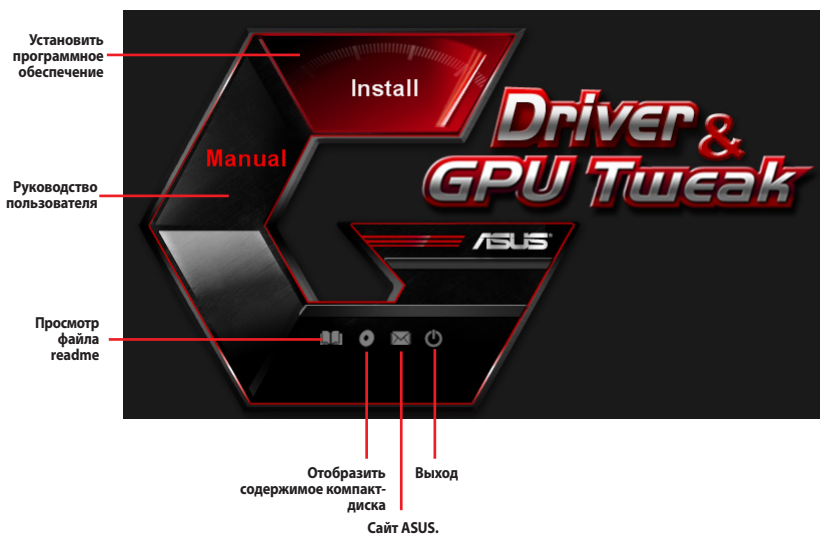 Установить
программное
обеспечение
Install
Driver &
GPU Tweak
Manual
Руководство
пользователя
ASUS
Просмотр
файла
readme
Отобразить
содержимое компакт-
диска
Выход
Сайт ASUS.